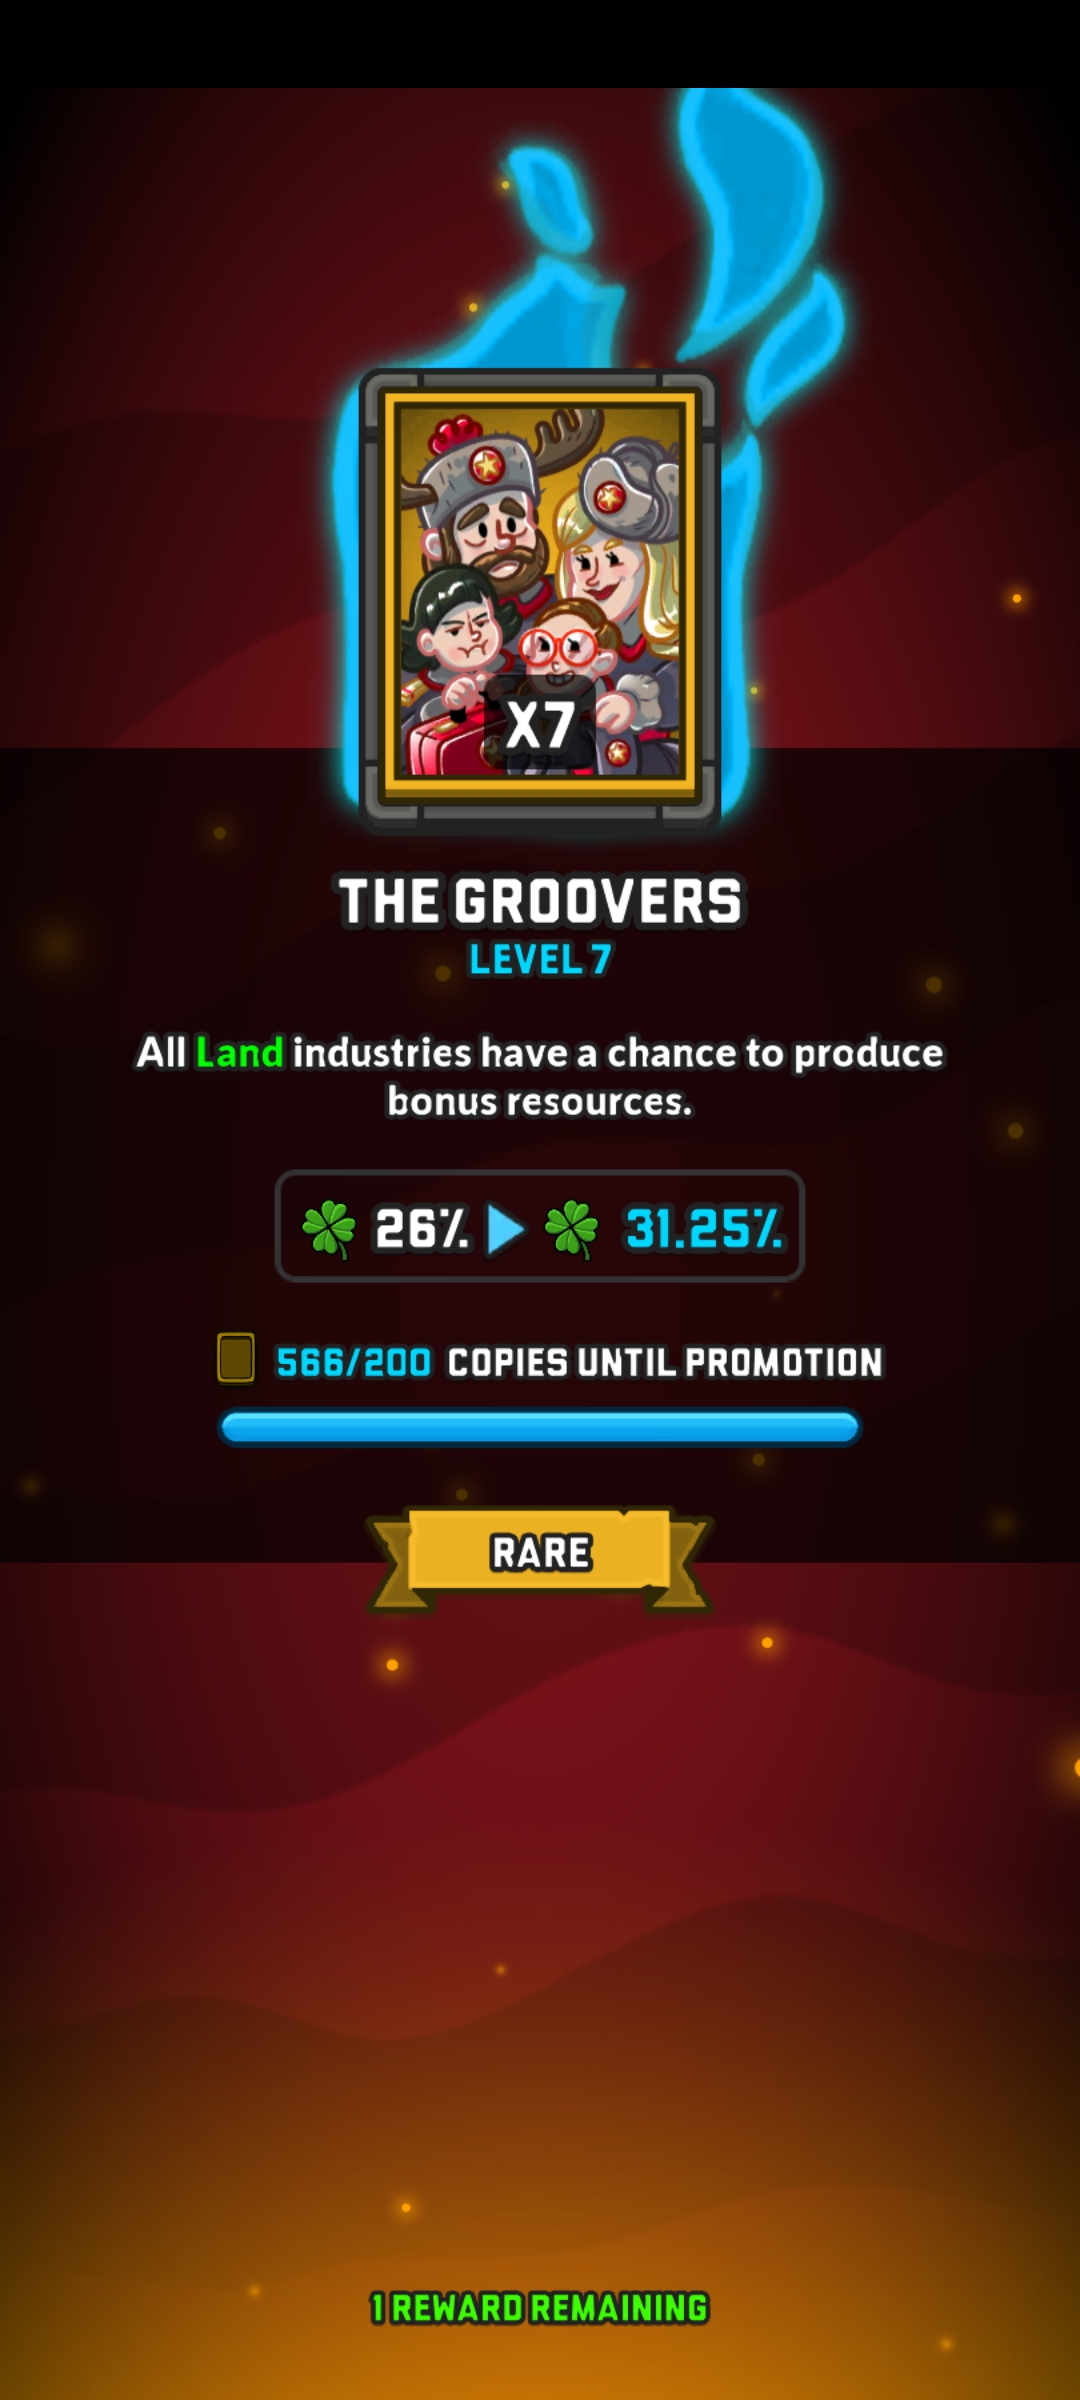 X7
THE GROOVERS
LEVEL 7
All Land industries have a chance to produce
bonus resources.
26% 31.25%
566/200 COPIES UNTIL PROMOTION
RARE
1 REWARD REMAINING